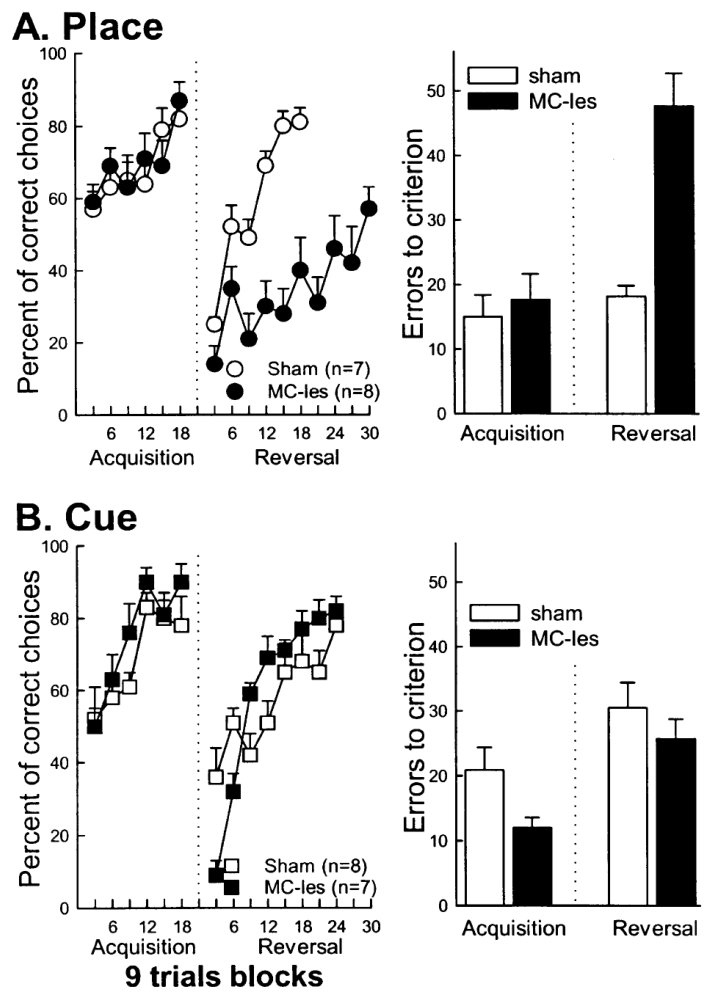 A. Place
Percent of correct choices
100
80
60
40
20
0
Sham (n=7)
MC-les (n=8)
6 12 18 6 12 18 24 30
Acquisition Reversal
Errors to criterion
50
40
30
20
10
0
sham
MC-les
Acquisition Reversal
B. Cue
Percent of correct choices
100
80
60
40
20
0
Sham (n=8)
MC-les (n=7)
6 12 18 6 12 18 24 30
Acquisition Reversal
9 trials blocks
Errors to criterion
50
40
30
20
10
0
sham
MC-les
Acquisition Reversal